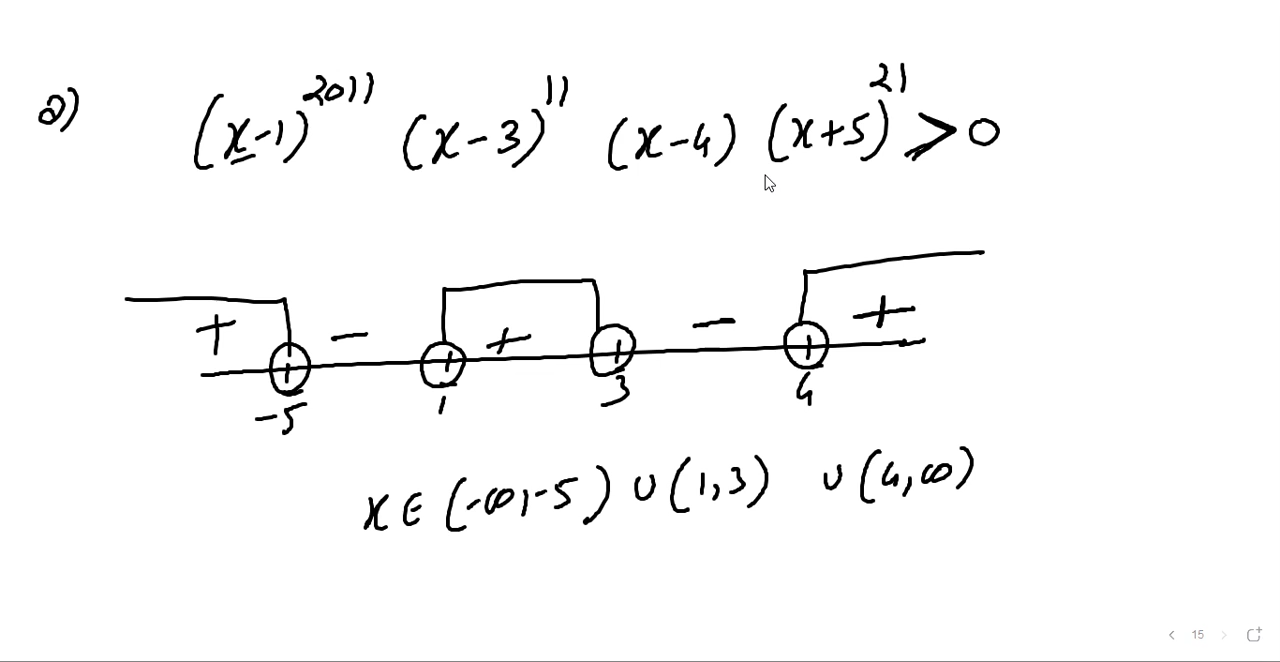 a) (x-1)^2011 (x-3)^11 (x-4) (x+5)^21 > 0
+ - + - +
-5 1 3 4
x ∈ (-∞, -5) ∪ (1, 3) ∪ (4, ∞)
< 15 >